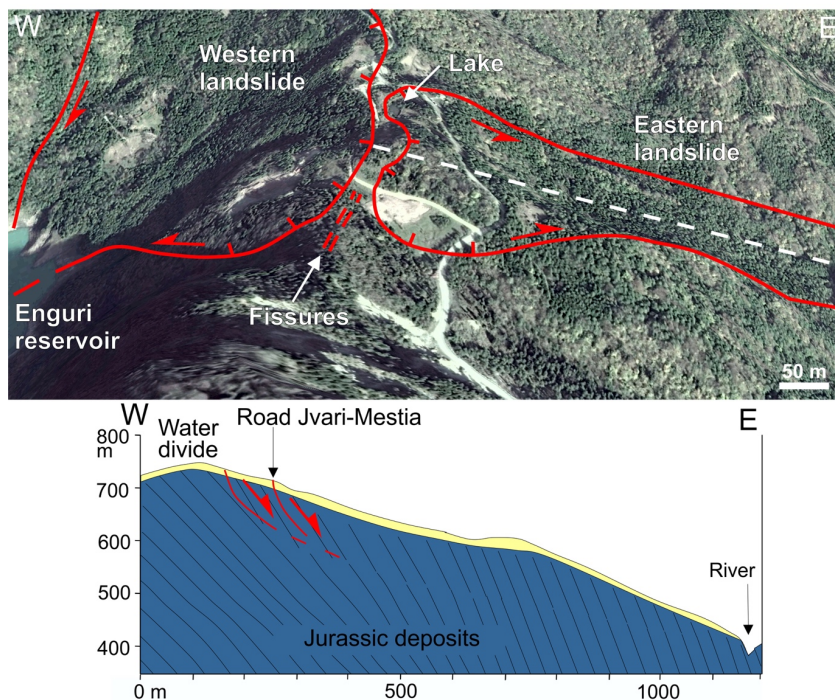 W
Western
landslide
Lake
Eastern
landslide
Enguri
reservoir
Fissures
50 m
W
Water
divide
Road Jvari-Mestia
E
800
m
700
600
500
400
River
Jurassic deposits
0 m
500
1000